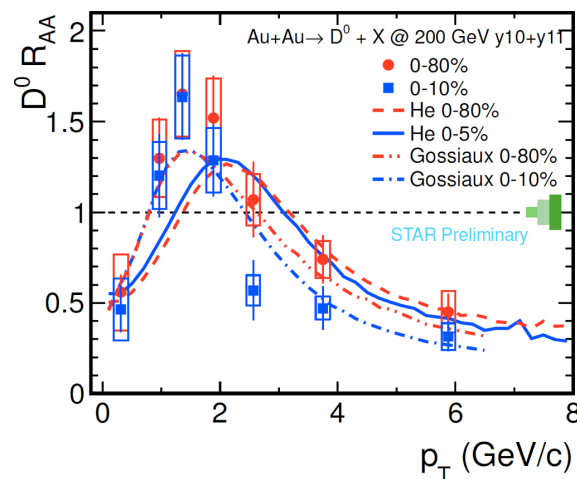 Au+Au→ D⁰ + X @ 200 GeV y10+y11
0-80%
0-10%
He 0-80%
He 0-5%
Gossiaux 0-80%
Gossiaux 0-10%
STAR Preliminary
D⁰ R_AA
2
1.5
1
0.5
0
0 2 4 6 8
p_T (GeV/c)